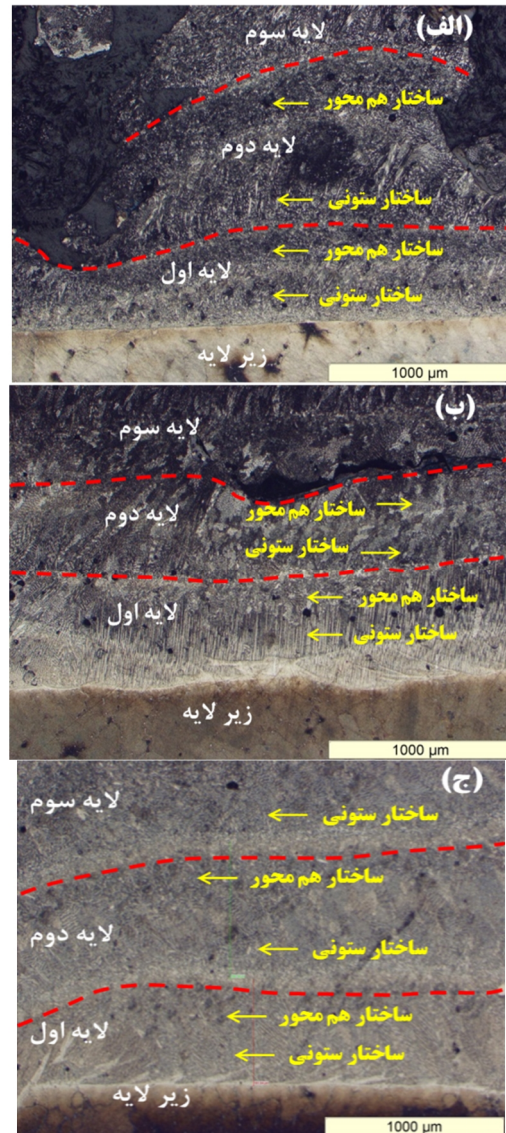 (الف)
لایه سوم
ساختار هم محور
لایه دوم
ساختار ستونی
ساختار هم محور
لایه اول
ساختار ستونی
زیر لایه
1000 µm
(ب)
لایه سوم
ساختار هم محور
لایه دوم
ساختار ستونی
ساختار هم محور
لایه اول
ساختار ستونی
زیر لایه
1000 µm
(ج)
لایه سوم
ساختار ستونی
ساختار هم محور
لایه دوم
ساختار ستونی
ساختار هم محور
لایه اول
ساختار ستونی
زیر لایه
1000 µm